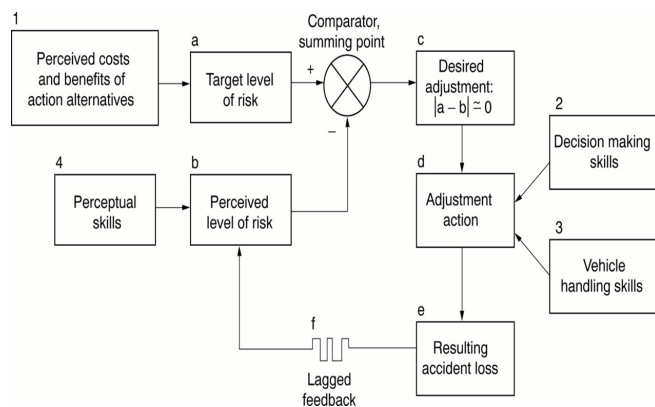 1
Perceived costs
and benefits of
action alternatives
a
Target level
of risk
Comparator,
summing point
+
−
c
Desired
adjustment:
|a − b| ≃ 0
2
Decision making
skills
4
Perceptual
skills
b
Perceived
level of risk
d
Adjustment
action
3
Vehicle
handling skills
f
Lagged
feedback
e
Resulting
accident loss